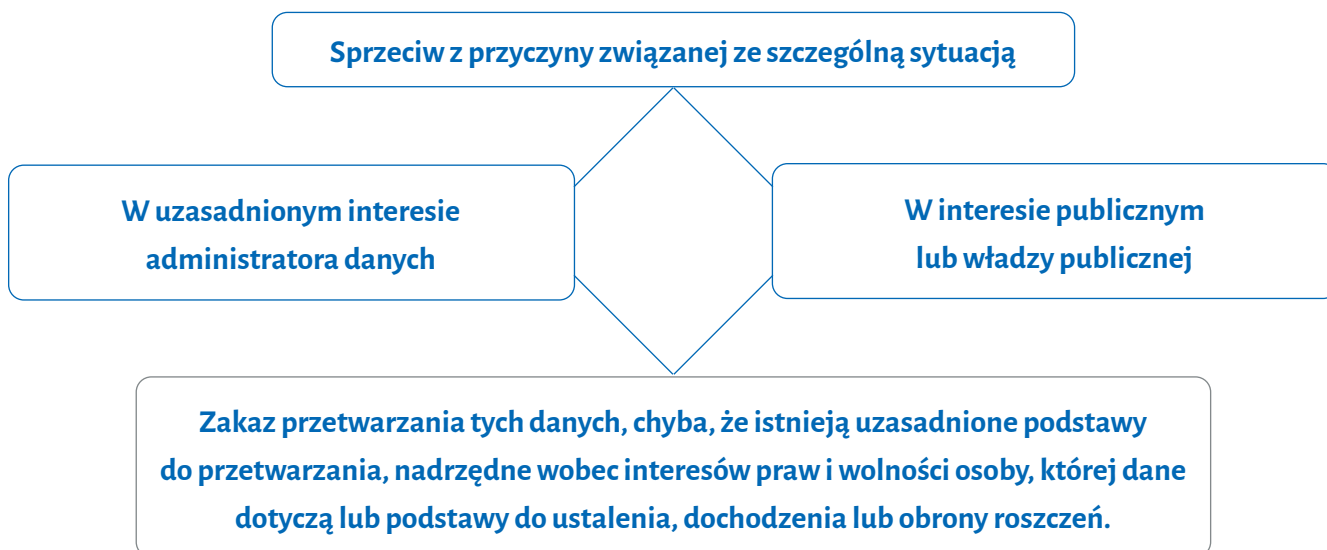 Sprzeciw z przyczyny związanej ze szczególną sytuacją
W uzasadnionym interesie
administratora danych
W interesie publicznym
lub władzy publicznej
Zakaz przetwarzania tych danych, chyba, że istnieją uzasadnione podstawy
do przetwarzania, nadrzędne wobec interesów praw i wolności osoby, której dane
dotyczą lub podstawy do ustalenia, dochodzenia lub obrony roszczeń.